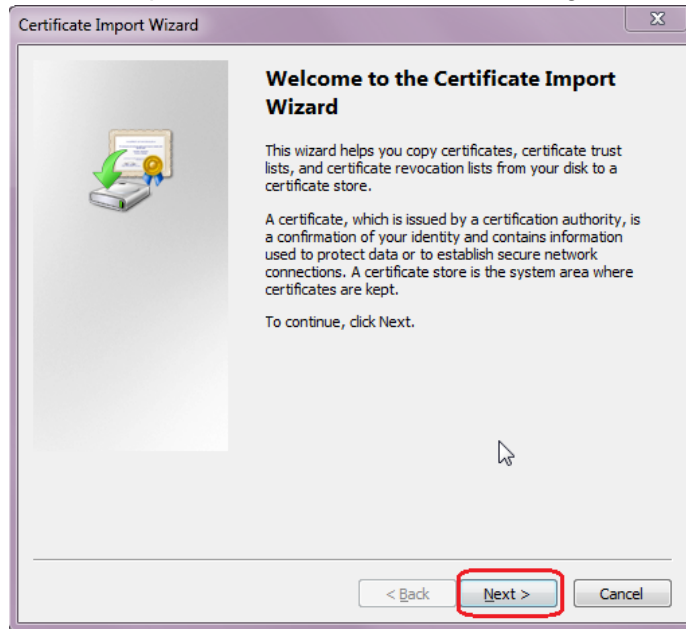 Certificate Import Wizard
Welcome to the Certificate Import
Wizard
This wizard helps you copy certificates, certificate trust
lists, and certificate revocation lists from your disk to a
certificate store.
A certificate, which is issued by a certification authority, is
a confirmation of your identity and contains information
used to protect data or to establish secure network
connections. A certificate store is the system area where
certificates are kept.
To continue, click Next.
< Back Next > Cancel